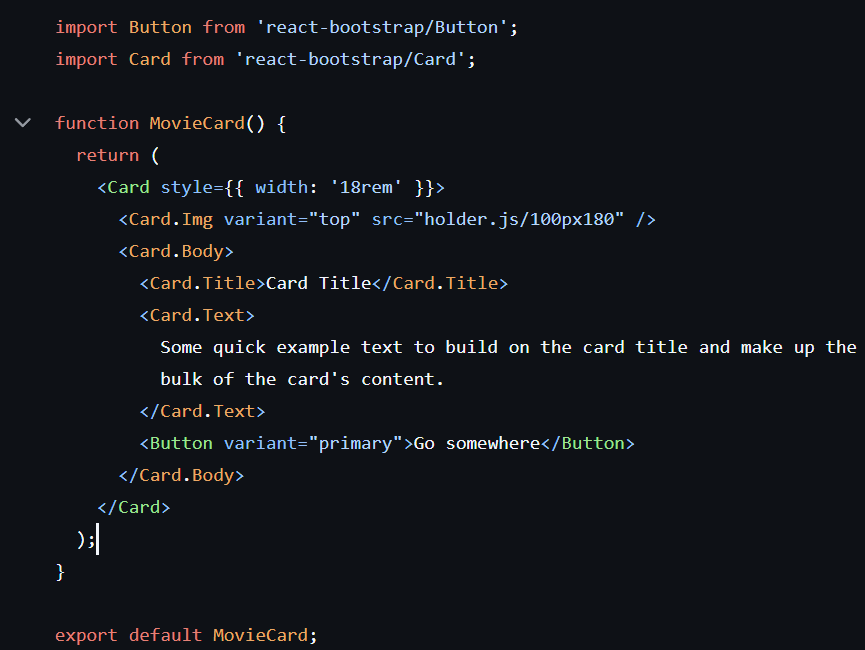 import Button from 'react-bootstrap/Button';
import Card from 'react-bootstrap/Card';

function MovieCard() {
  return (
    <Card style={{ width: '18rem' }}>
      <Card.Img variant="top" src="holder.js/100px180" />
      <Card.Body>
        <Card.Title>Card Title</Card.Title>
        <Card.Text>
          Some quick example text to build on the card title and make up the
          bulk of the card's content.
        </Card.Text>
        <Button variant="primary">Go somewhere</Button>
      </Card.Body>
    </Card>
  );
}

export default MovieCard;